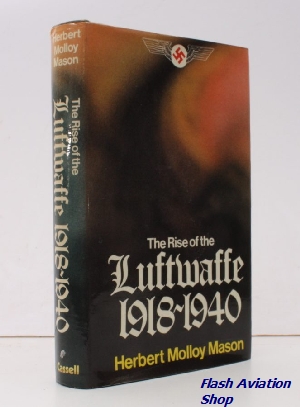 Herbert
Molloy
Mason
The Rise of the
Luftwaffe 1918-1940
Cassell
The Rise of the
Luftwaffe
1918-1940
Herbert Molloy Mason
Flash Aviation
Shop